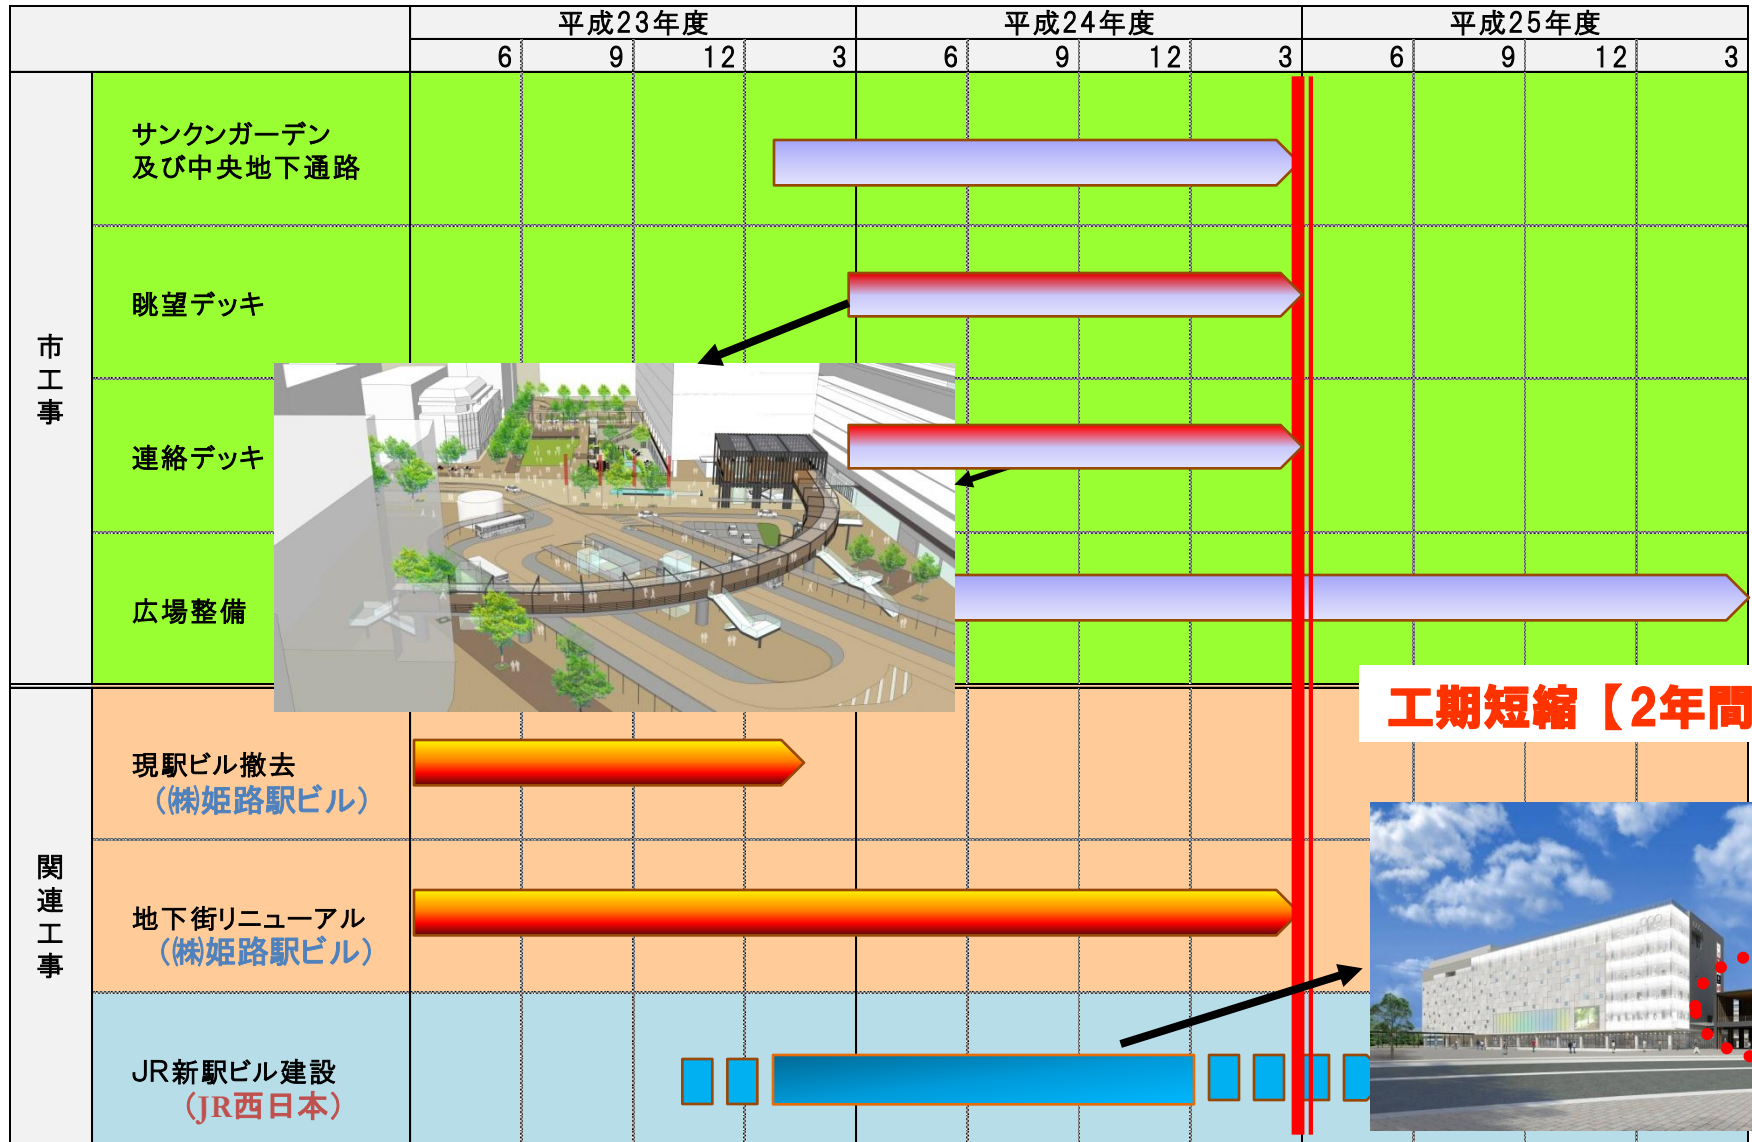 平成23年度 平成24年度 平成25年度
6 9 12 3 6 9 12 3 6 9 12 3
市工事
サンクンガーデン
及び中央地下通路
眺望デッキ
連絡デッキ
広場整備
工期短縮【2年間
関連工事
現駅ビル撤去
（㈱姫路駅ビル）
地下街リニューアル
（㈱姫路駅ビル）
JR新駅ビル建設
（JR西日本）